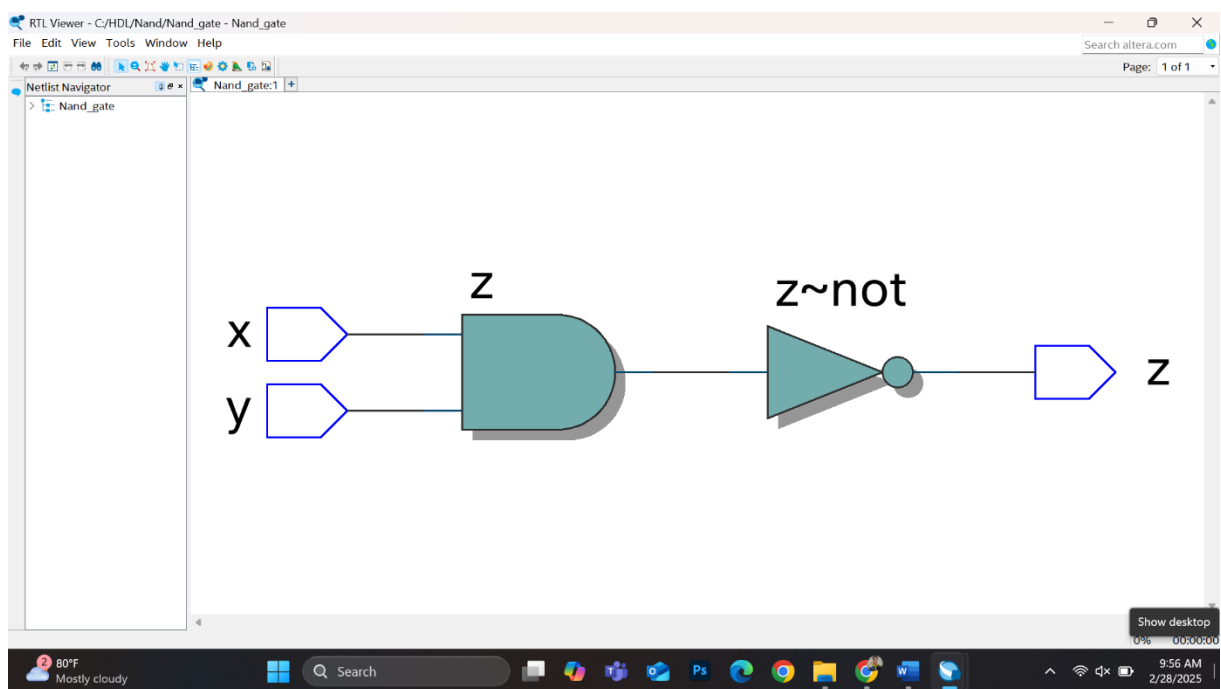 RTL Viewer - C:/HDL/Nand/Nand_gate - Nand_gate
File Edit View Tools Window Help
Search altera.com
Page: 1 of 1
Netlist Navigator
Nand_gate:1
Nand_gate
z
z~not
x
z
y
Show desktop
0% 00:00:00
2
80°F
Mostly cloudy
Search
Ps
W
9:56 AM
2/28/2025